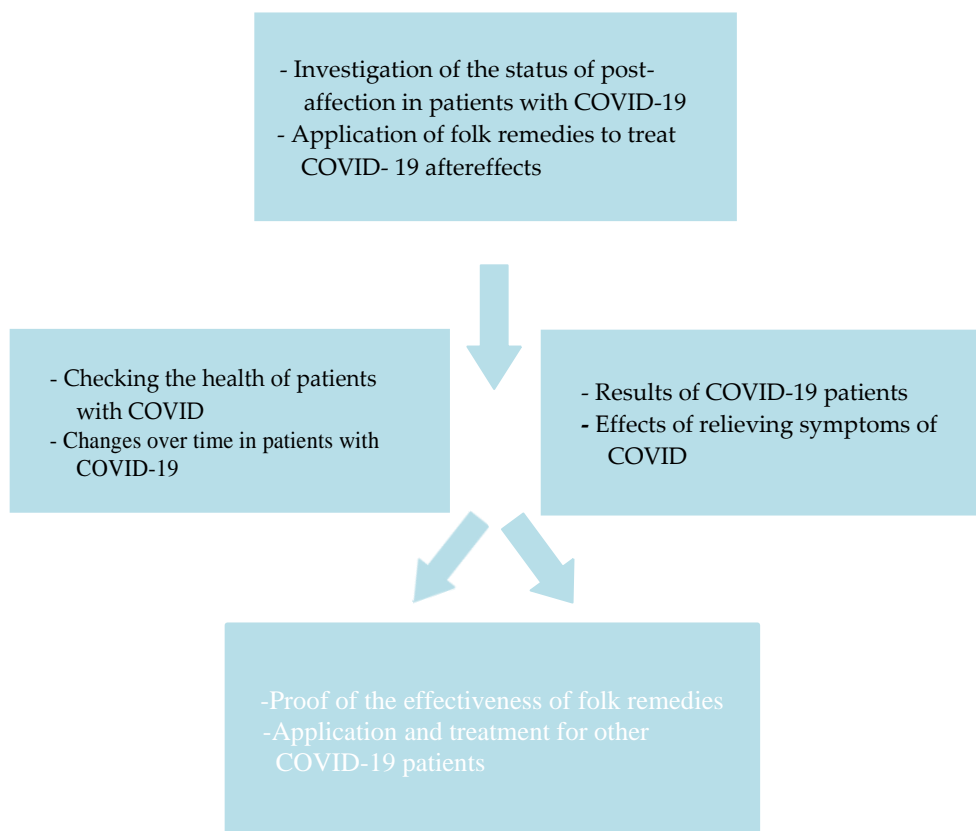 - Investigation of the status of post-
affection in patients with COVID-19
- Application of folk remedies to treat
COVID- 19 aftereffects
- Checking the health of patients
with COVID
- Changes over time in patients with
COVID-19
- Results of COVID-19 patients
- Effects of relieving symptoms of
COVID
-Proof of the effectiveness of folk remedies
-Application and treatment for other
COVID-19 patients